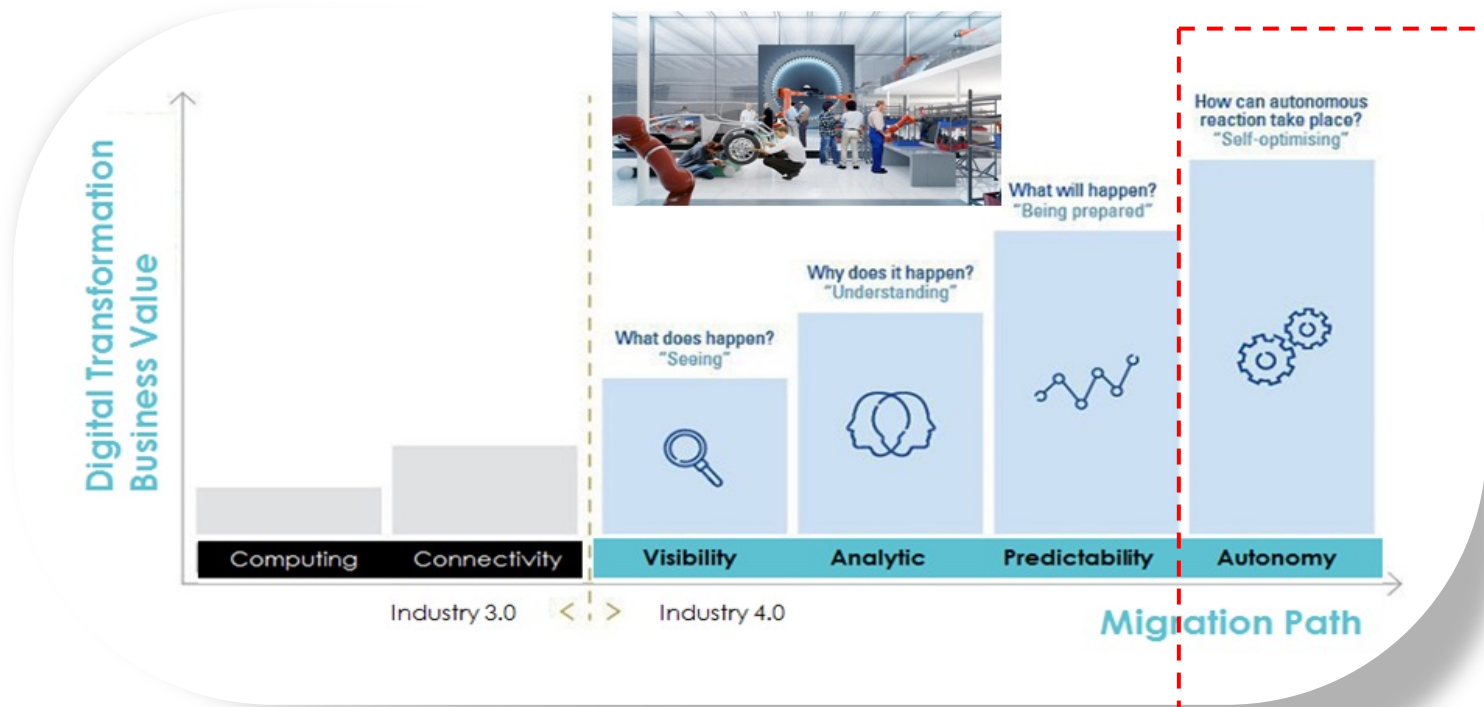 Digital Transformation
Business Value
How can autonomous
reaction take place?
"Self-optimising"
What will happen?
"Being prepared"
Why does it happen?
"Understanding"
What does happen?
"Seeing"
Computing
Connectivity
Visibility
Analytic
Predictability
Autonomy
Industry 3.0
< >
Industry 4.0
Migration Path